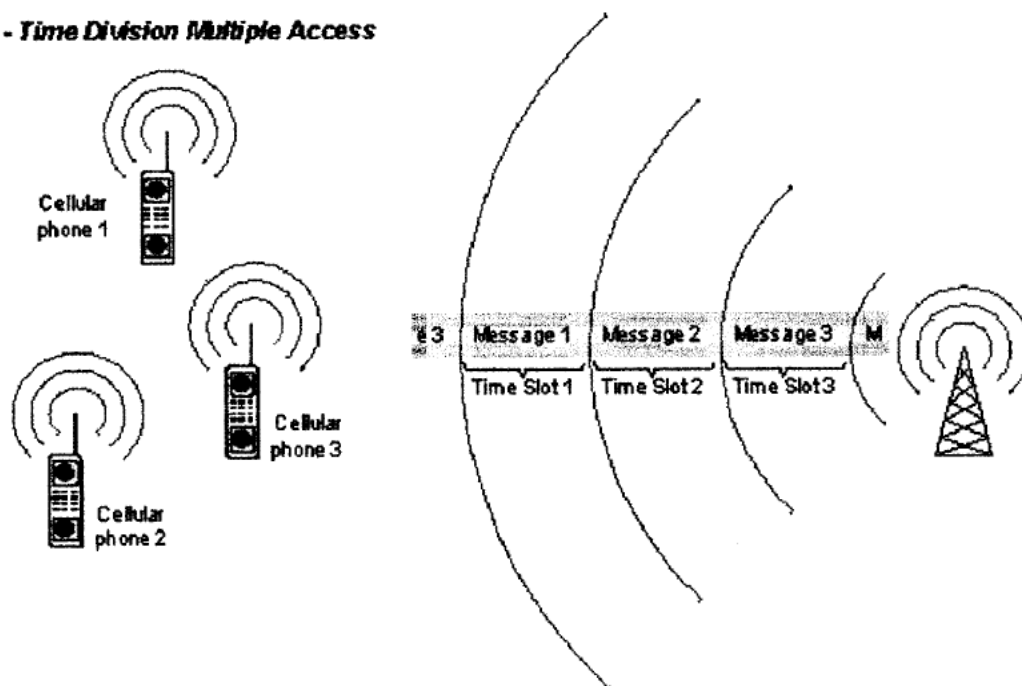 - Time Division Multiple Access
Cellular
phone 1
Cellular
phone 3
Cellular
phone 2
e 3 Message 1 Message 2 Message 3 M
Time Slot 1 Time Slot 2 Time Slot 3